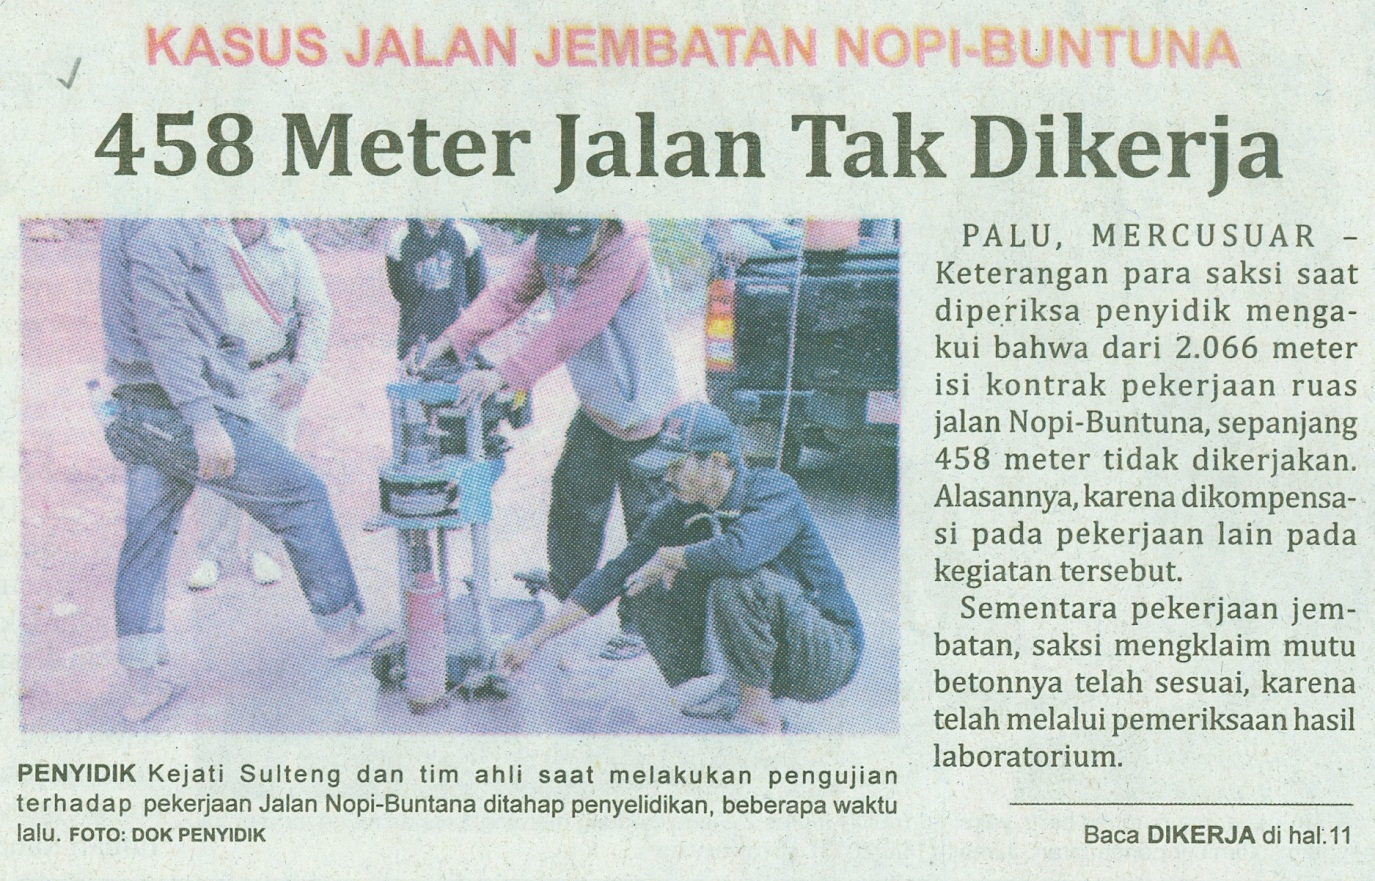 KASUS JALAN JEMBATAN NOPI-BUNTUNA
458 Meter Jalan Tak Dikerja
PALU, MERCUSUAR –
Keterangan para saksi saat
diperiksa penyidik menga-
kui bahwa dari 2.066 meter
isi kontrak pekerjaan ruas
jalan Nopi-Buntuna, sepanjang
458 meter tidak dikerjakan.
Alasannya, karena dikompensa-
si pada pekerjaan lain pada
kegiatan tersebut.
Sementara pekerjaan jem-
batan, saksi mengklaim mutu
betonnya telah sesuai, karena
telah melalui pemeriksaan hasil
laboratorium.
Baca DIKERJA di hal.11
PENYIDIK Kejati Sulteng dan tim ahli saat melakukan pengujian
terhadap pekerjaan Jalan Nopi-Buntana ditahap penyelidikan, beberapa waktu
lalu. FOTO: DOK PENYIDIK